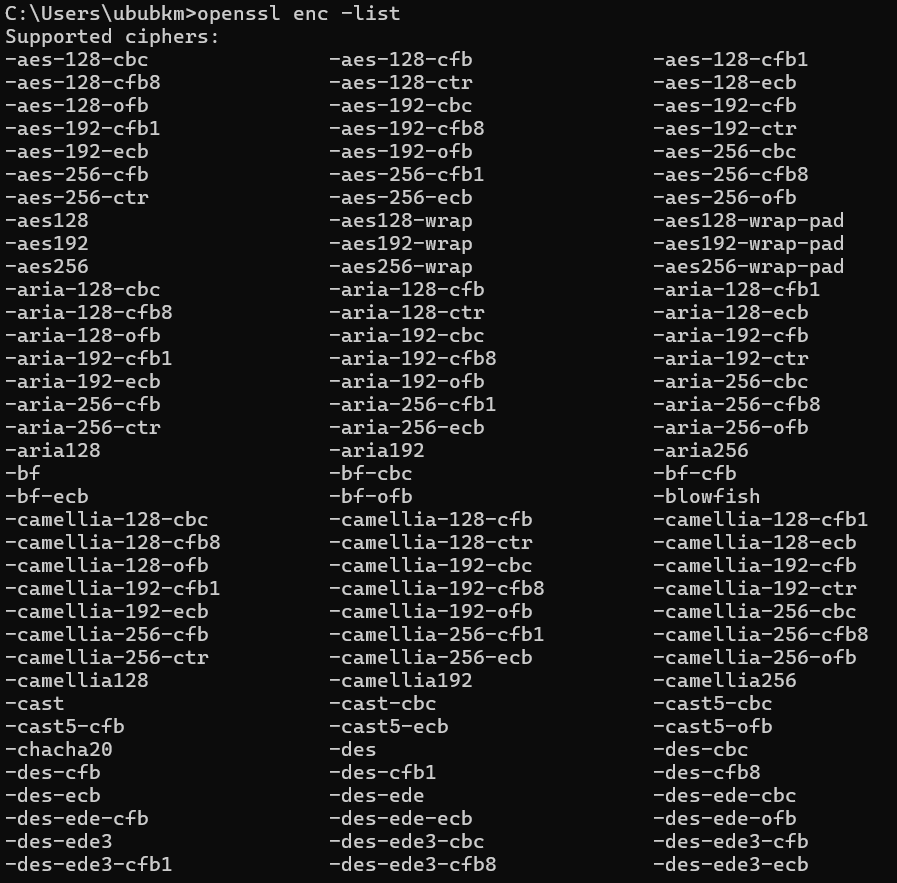 C:\Users\ububkm>openssl enc -list
Supported ciphers:
-aes-128-cbc -aes-128-cfb -aes-128-cfb1
-aes-128-cfb8 -aes-128-ctr -aes-128-ecb
-aes-128-ofb -aes-192-cbc -aes-192-cfb
-aes-192-cfb1 -aes-192-cfb8 -aes-192-ctr
-aes-192-ecb -aes-192-ofb -aes-256-cbc
-aes-256-cfb -aes-256-cfb1 -aes-256-cfb8
-aes-256-ctr -aes-256-ecb -aes-256-ofb
-aes128 -aes128-wrap -aes128-wrap-pad
-aes192 -aes192-wrap -aes192-wrap-pad
-aes256 -aes256-wrap -aes256-wrap-pad
-aria-128-cbc -aria-128-cfb -aria-128-cfb1
-aria-128-cfb8 -aria-128-ctr -aria-128-ecb
-aria-128-ofb -aria-192-cbc -aria-192-cfb
-aria-192-cfb1 -aria-192-cfb8 -aria-192-ctr
-aria-192-ecb -aria-192-ofb -aria-256-cbc
-aria-256-cfb -aria-256-cfb1 -aria-256-cfb8
-aria-256-ctr -aria-256-ecb -aria-256-ofb
-aria128 -aria192 -aria256
-bf -bf-cbc -bf-cfb
-bf-ecb -bf-ofb -blowfish
-camellia-128-cbc -camellia-128-cfb -camellia-128-cfb1
-camellia-128-cfb8 -camellia-128-ctr -camellia-128-ecb
-camellia-128-ofb -camellia-192-cbc -camellia-192-cfb
-camellia-192-cfb1 -camellia-192-cfb8 -camellia-192-ctr
-camellia-192-ecb -camellia-192-ofb -camellia-256-cbc
-camellia-256-cfb -camellia-256-cfb1 -camellia-256-cfb8
-camellia-256-ctr -camellia-256-ecb -camellia-256-ofb
-camellia128 -camellia192 -camellia256
-cast -cast-cbc -cast5-cbc
-cast5-cfb -cast5-ecb -cast5-ofb
-chacha20 -des -des-cbc
-des-cfb -des-cfb1 -des-cfb8
-des-ecb -des-ede -des-ede-cbc
-des-ede-cfb -des-ede-ecb -des-ede-ofb
-des-ede3 -des-ede3-cbc -des-ede3-cfb
-des-ede3-cfb1 -des-ede3-cfb8 -des-ede3-ecb